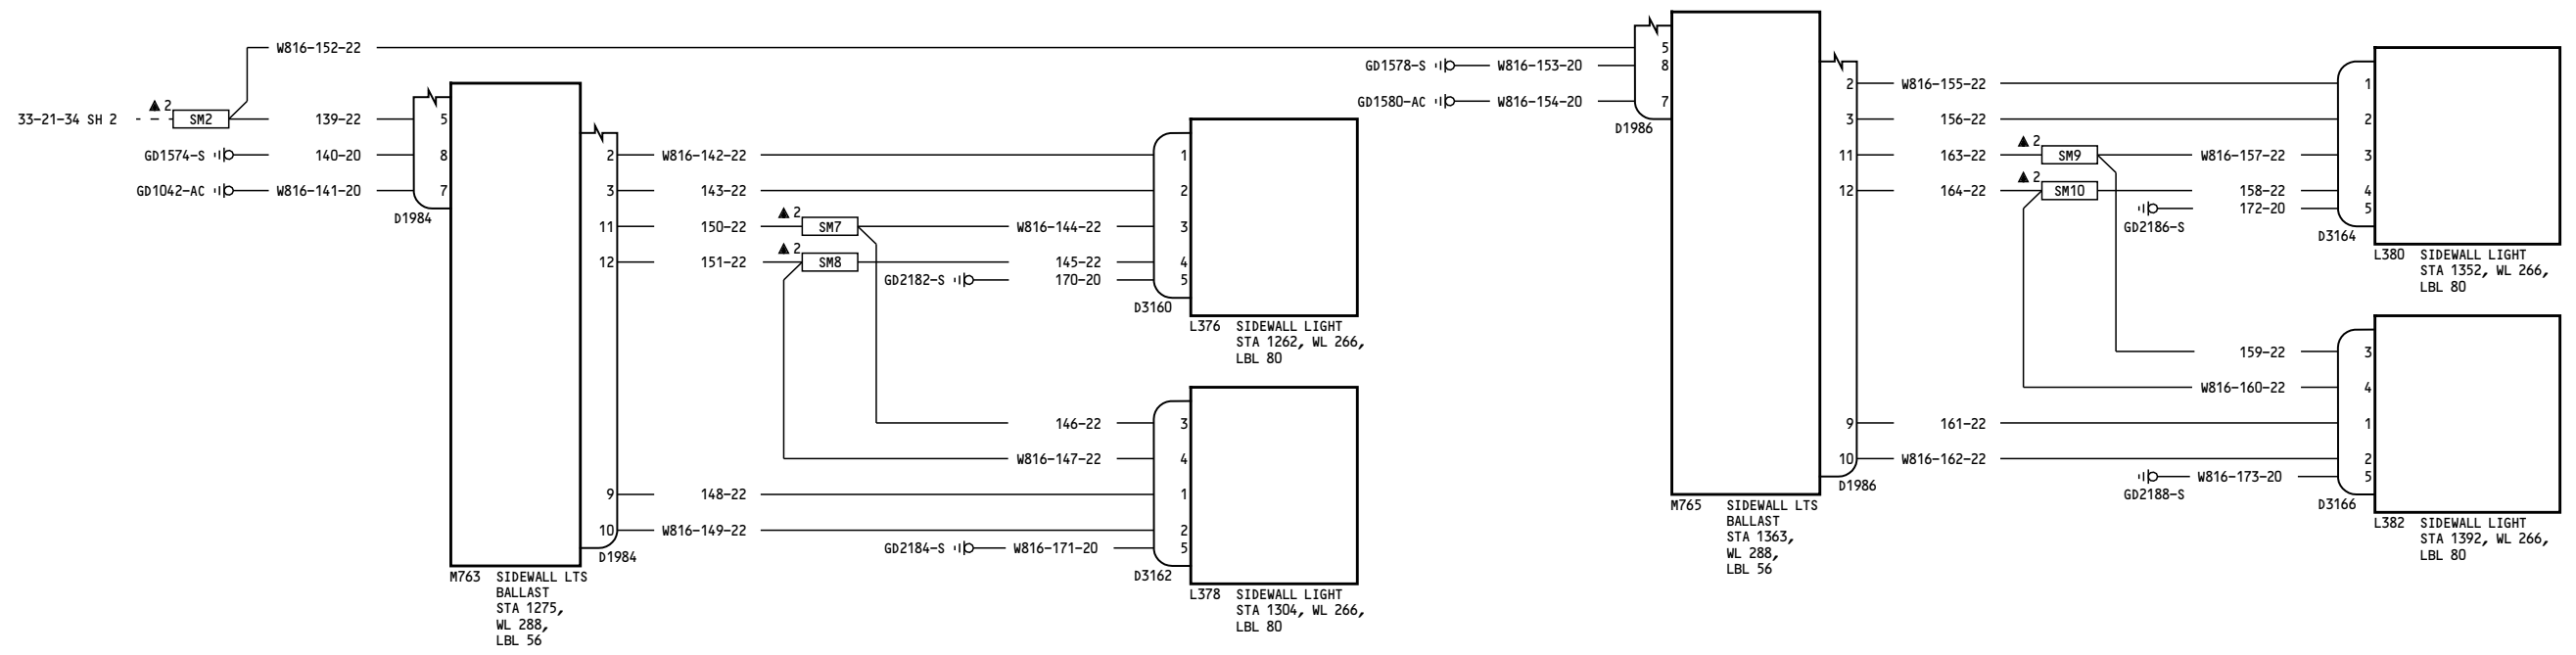 W816-152-22
33-21-34 SH 2
▲ 2
SM2
139-22
5
GD1574-S
140-20
8
GD1042-AC
W816-141-20
7
D1984
2
W816-142-22
1
3
143-22
2
11
150-22
▲ 2
SM7
W816-144-22
3
12
151-22
▲ 2
SM8
145-22
4
GD2182-S
170-20
5
D3160
L376
SIDEWALL LIGHT
STA 1262, WL 266,
LBL 80
146-22
3
W816-147-22
4
9
148-22
1
10
W816-149-22
2
GD2184-S
W816-171-20
5
D1984
D3162
M763
SIDEWALL LTS
BALLAST
STA 1275,
WL 288,
LBL 56
L378
SIDEWALL LIGHT
STA 1304, WL 266,
LBL 80
5
GD1578-S
W816-153-20
8
GD1580-AC
W816-154-20
7
D1986
2
W816-155-22
1
3
156-22
2
11
163-22
▲ 2
SM9
W816-157-22
3
12
164-22
▲ 2
SM10
158-22
4
172-20
5
GD2186-S
D3164
L380
SIDEWALL LIGHT
STA 1352, WL 266,
LBL 80
159-22
3
W816-160-22
4
9
161-22
1
10
W816-162-22
2
W816-173-20
5
GD2188-S
D1986
D3166
M765
SIDEWALL LTS
BALLAST
STA 1363,
WL 288,
LBL 56
L382
SIDEWALL LIGHT
STA 1392, WL 266,
LBL 80